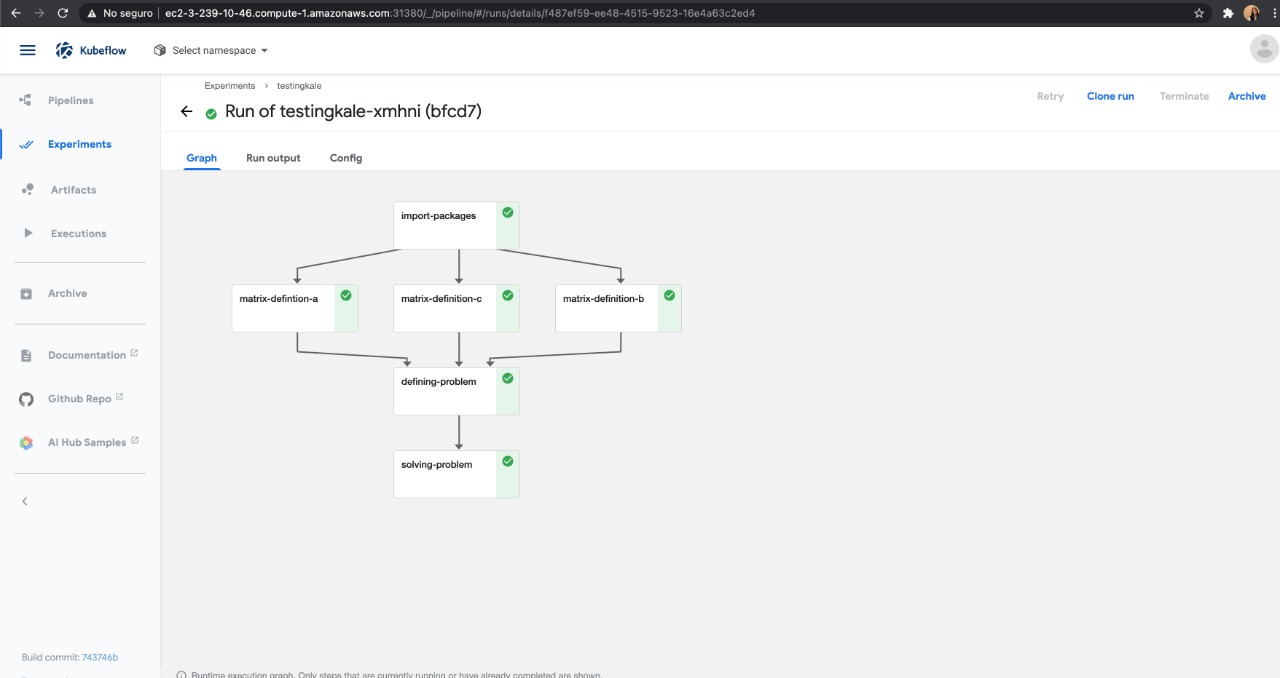 No seguro
ec2-3-239-10-46.compute-1.amazonaws.com:31380/_/pipeline/#/runs/details/f487ef59-ee48-4515-9523-16e4a63c2ed4
Kubeflow
Select namespace
Pipelines
Experiments
Artifacts
Executions
Archive
Documentation
Github Repo
AI Hub Samples
Build commit: 743746b
Experiments > testingkale
Run of testingkale-xmhni (bfcd7)
Retry
Clone run
Terminate
Archive
Graph
Run output
Config
import-packages
matrix-defintion-a
matrix-definition-c
matrix-definition-b
defining-problem
solving-problem
Runtime execution graph. Only steps that are currently running or have already completed are shown.